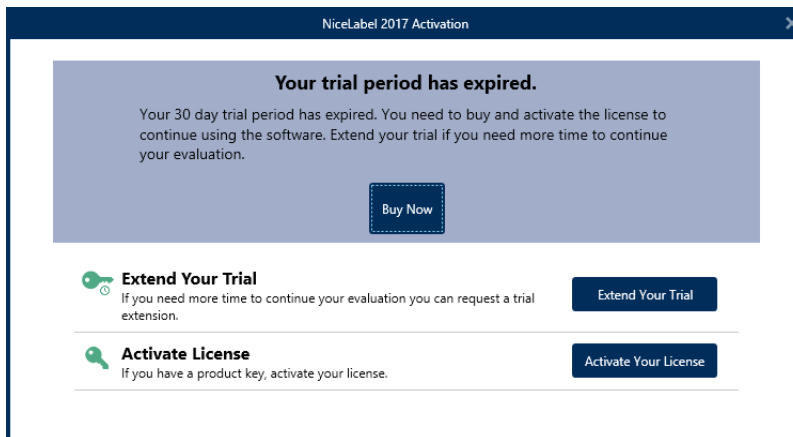 NiceLabel 2017 Activation
Your trial period has expired.
Your 30 day trial period has expired. You need to buy and activate the license to
continue using the software. Extend your trial if you need more time to continue
your evaluation.
Buy Now
Extend Your Trial
If you need more time to continue your evaluation you can request a trial
extension.
Extend Your Trial
Activate License
If you have a product key, activate your license.
Activate Your License